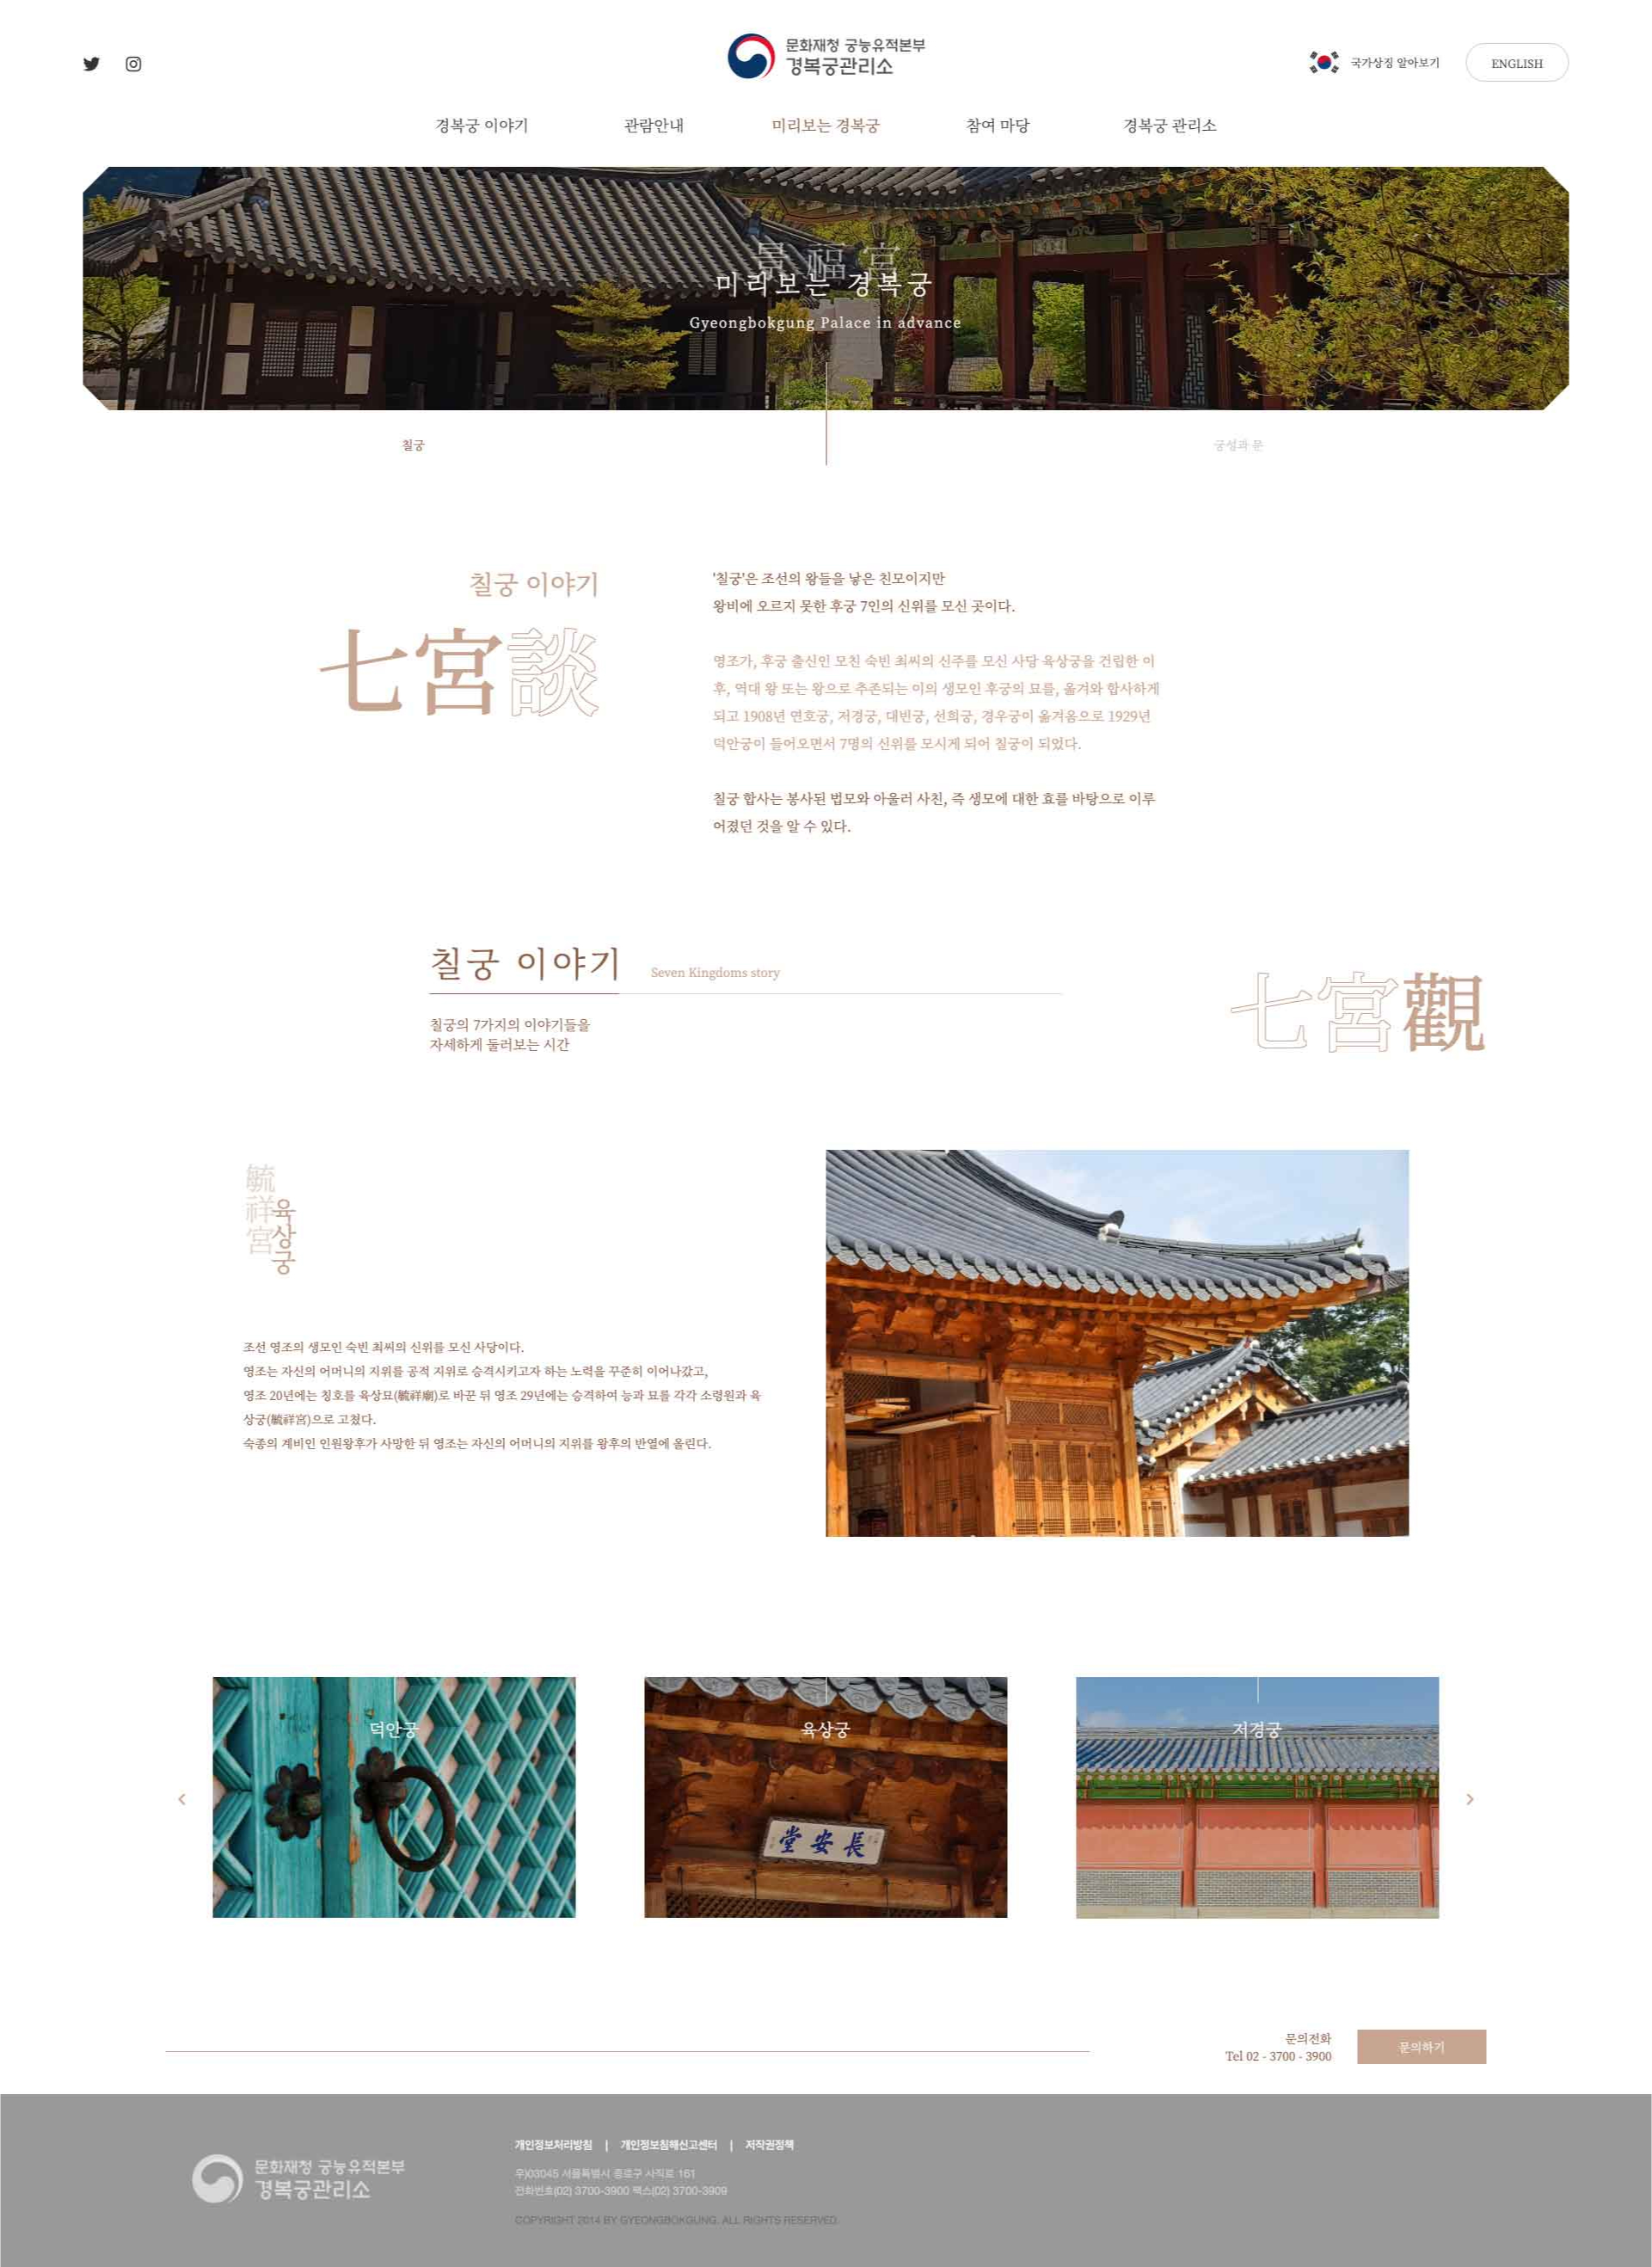 문화재청 궁능유적본부
경복궁관리소
국가상징 알아보기
ENGLISH
경복궁 이야기
관람안내
미리보는 경복궁
참여 마당
경복궁 관리소
景福宮
미리보는 경복궁
Gyeongbokgung Palace in advance
칠궁
궁성과 문
칠궁 이야기
七宮談
'칠궁'은 조선의 왕들을 낳은 친모이지만
왕비에 오르지 못한 후궁 7인의 신위를 모신 곳이다.
영조가, 후궁 출신인 모친 숙빈 최씨의 신주를 모신 사당 육상궁을 건립한 이
후, 역대 왕 또는 왕으로 추존되는 이의 생모인 후궁의 묘를, 옮겨와 합사하게
되고 1908년 연호궁, 저경궁, 대빈궁, 선희궁, 경우궁이 옮겨옴으로 1929년
덕안궁이 들어오면서 7명의 신위를 모시게 되어 칠궁이 되었다.
칠궁 합사는 봉사된 법모와 아울러 사친, 즉 생모에 대한 효를 바탕으로 이루
어졌던 것을 알 수 있다.
칠궁 이야기
Seven Kingdoms story
七宮觀
칠궁의 7가지의 이야기들을
자세하게 둘러보는 시간
毓祥宮
육상궁
조선 영조의 생모인 숙빈 최씨의 신위를 모신 사당이다.
영조는 자신의 어머니의 지위를 공적 지위로 승격시키고자 하는 노력을 꾸준히 이어나갔고,
영조 20년에는 칭호를 육상묘(毓祥廟)로 바꾼 뒤 영조 29년에는 승격하여 능과 묘를 각각 소령원과 육
상궁(毓祥宮)으로 고쳤다.
숙종의 계비인 인원왕후가 사망한 뒤 영조는 자신의 어머니의 지위를 왕후의 반열에 올린다.
덕안궁
육상궁
堂安長
저경궁
문의전화
Tel 02 - 3700 - 3900
문의하기
문화재청 궁능유적본부
경복궁관리소
개인정보처리방침 | 개인정보침해신고센터 | 저작권정책
우)03045 서울특별시 종로구 사직로 161
전화번호(02) 3700-3900 팩스(02) 3700-3909
COPYRIGHT 2014 BY GYEONGBOKGUNG. ALL RIGHTS RESERVED.